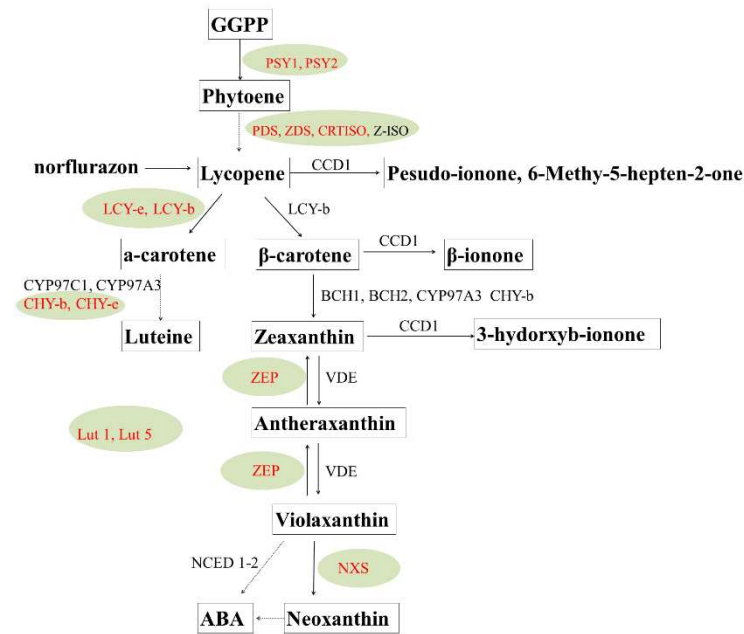 GGPP
PSY1, PSY2
Phytoene
PDS, ZDS, CRTISO, Z-ISO
norflurazon
Lycopene
CCD1
Pesudo-ionone, 6-Methy-5-hepten-2-one
LCY-e, LCY-b
LCY-b
a-carotene
β-carotene
CCD1
β-ionone
CYP97C1, CYP97A3
CHY-b, CHY-e
BCH1, BCH2, CYP97A3 CHY-b
Luteine
Zeaxanthin
CCD1
3-hydorxyb-ionone
ZEP
VDE
Antheraxanthin
Lut 1, Lut 5
ZEP
VDE
Violaxanthin
NCED 1-2
NXS
ABA
Neoxanthin